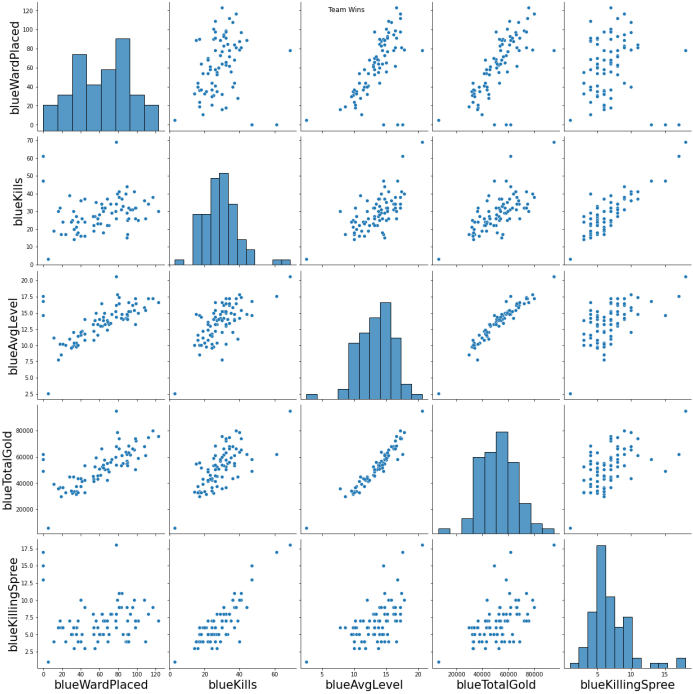 Team Wins
blueWardPlaced
120
100
80
60
40
20
0
blueKills
70
60
50
40
30
20
10
0
blueAvgLevel
20.0
17.5
15.0
12.5
10.0
7.5
5.0
2.5
blueTotalGold
80000
60000
40000
20000
blueKillingSpree
17.5
15.0
12.5
10.0
7.5
5.0
2.5
0 20 40 60 80 100 120
20 40 60
5 10 15 20
20000 40000 60000 80000
5 10 15
blueWardPlaced blueKills blueAvgLevel blueTotalGold blueKillingSpree